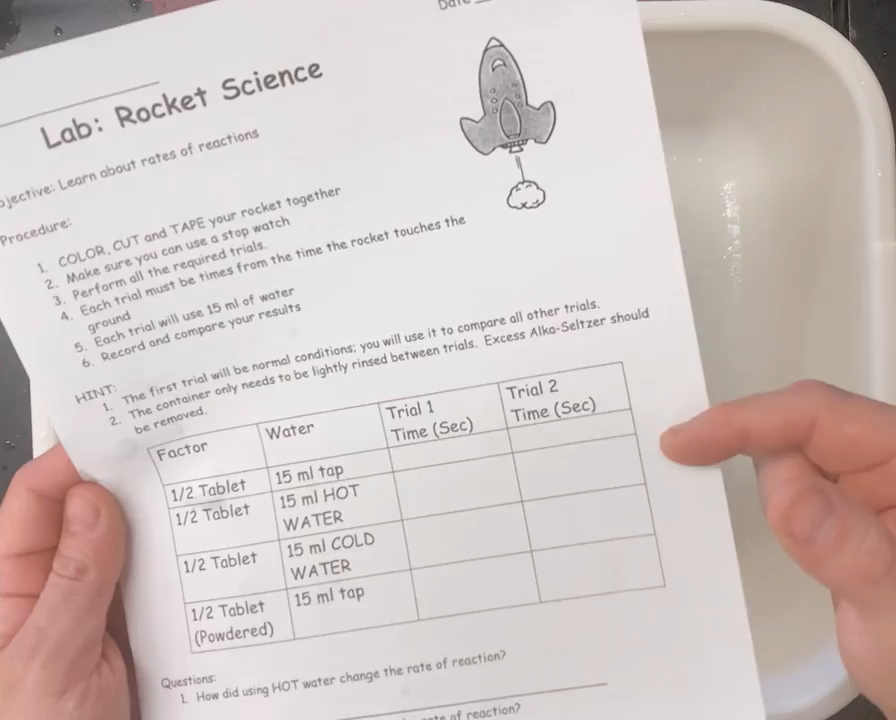 Date
Lab: Rocket Science
bjective: Learn about rates of reactions
Procedure:
1. COLOR, CUT and TAPE your rocket together
2. Make sure you can use a stop watch
3. Perform all the required trials.
4. Each trial must be times from the time the rocket touches the
ground
5. Each trial will use 15 ml of water
6. Record and compare your results
HINT:
1. The first trial will be normal conditions; you will use it to compare all other trials.
2. The container only needs to be lightly rinsed between trials. Excess Alka-Seltzer should
be removed.
Factor Water Trial 1 Trial 2
Time (Sec) Time (Sec)
1/2 Tablet 15 ml tap
1/2 Tablet 15 ml HOT
WATER
1/2 Tablet 15 ml COLD
WATER
1/2 Tablet 15 ml tap
(Powdered)
Questions:
1. How did using HOT water change the rate of reaction?
of reaction?